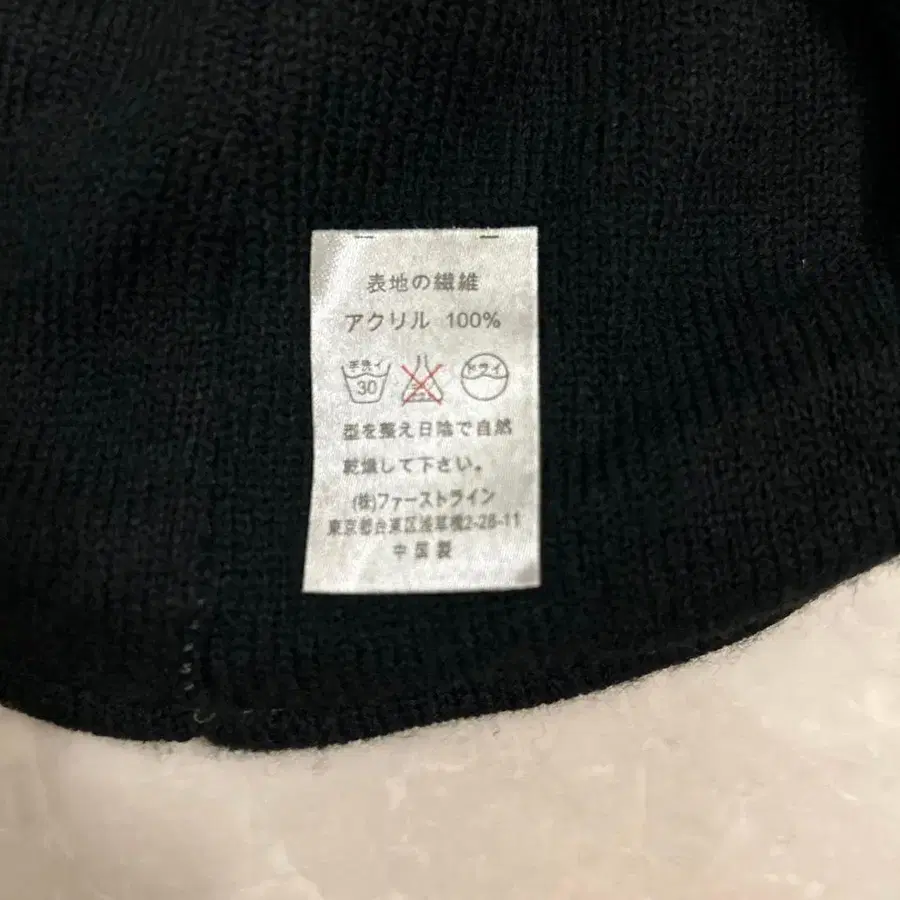 表地の繊維
アクリル 100%
手洗イ ドライ
30
型を整え日陰で自然
乾燥して下さい。
(株)ファーストライン
東京都台東区浅草橋2-28-11
中国製